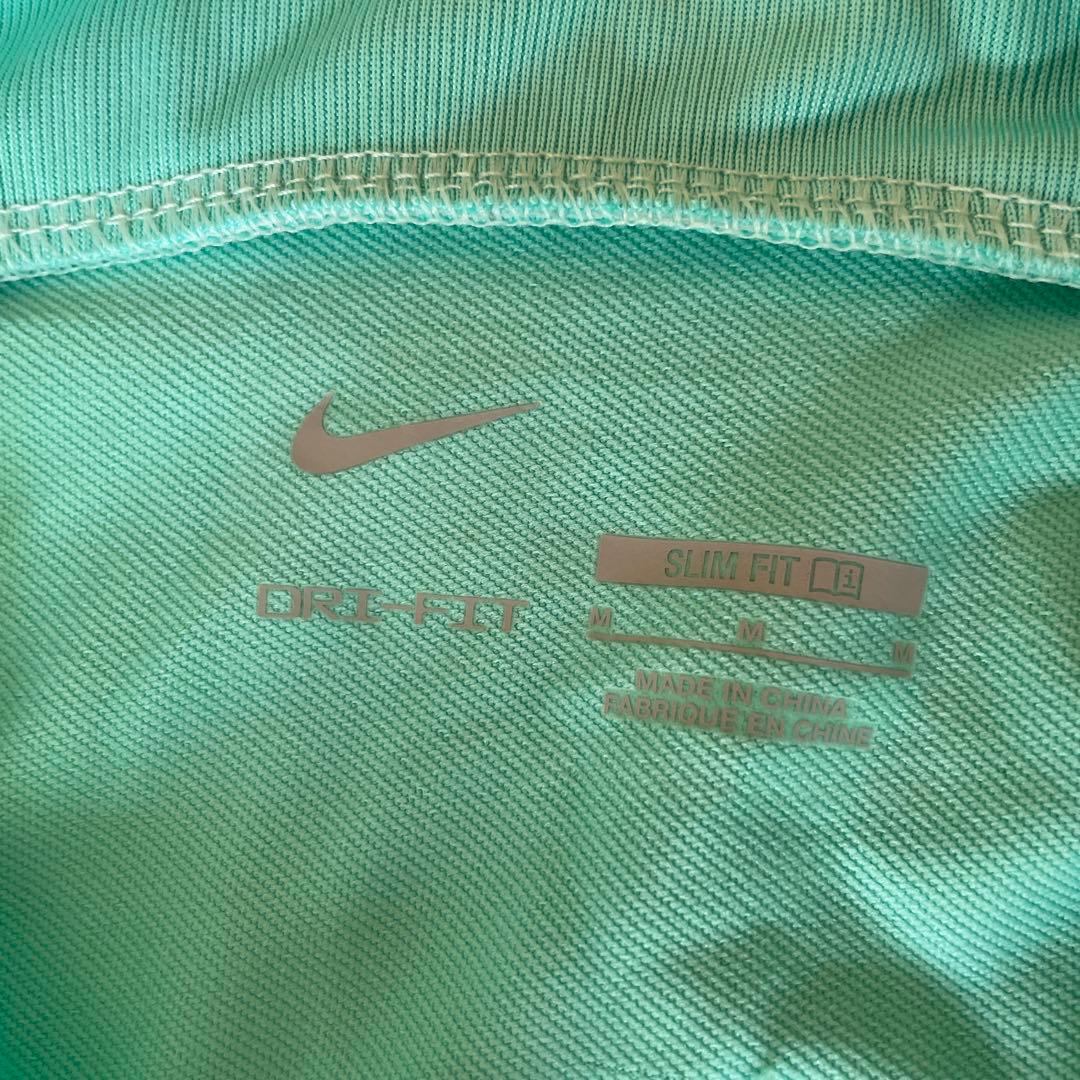 DRI-FIT
SLIM FIT
M M M
MADE IN CHINA
FABRIQUE EN CHINE